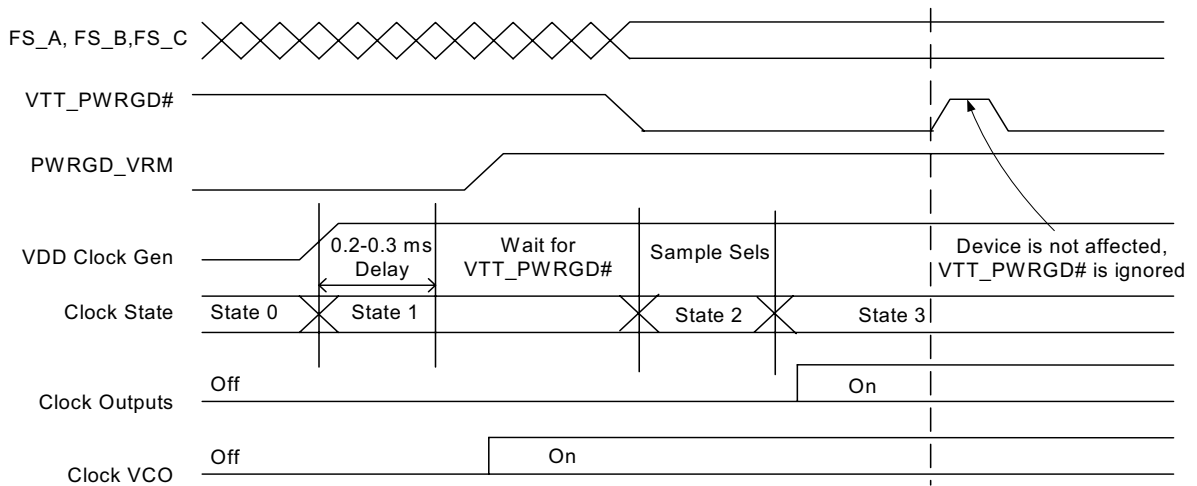 FS_A, FS_B,FS_C
VTT_PWRGD#
PWRGD_VRM
VDD Clock Gen
0.2-0.3 ms
Delay
Wait for
VTT_PWRGD#
Sample Sels
Device is not affected,
VTT_PWRGD# is ignored
Clock State
State 0
State 1
State 2
State 3
Clock Outputs
Off
On
Clock VCO
Off
On